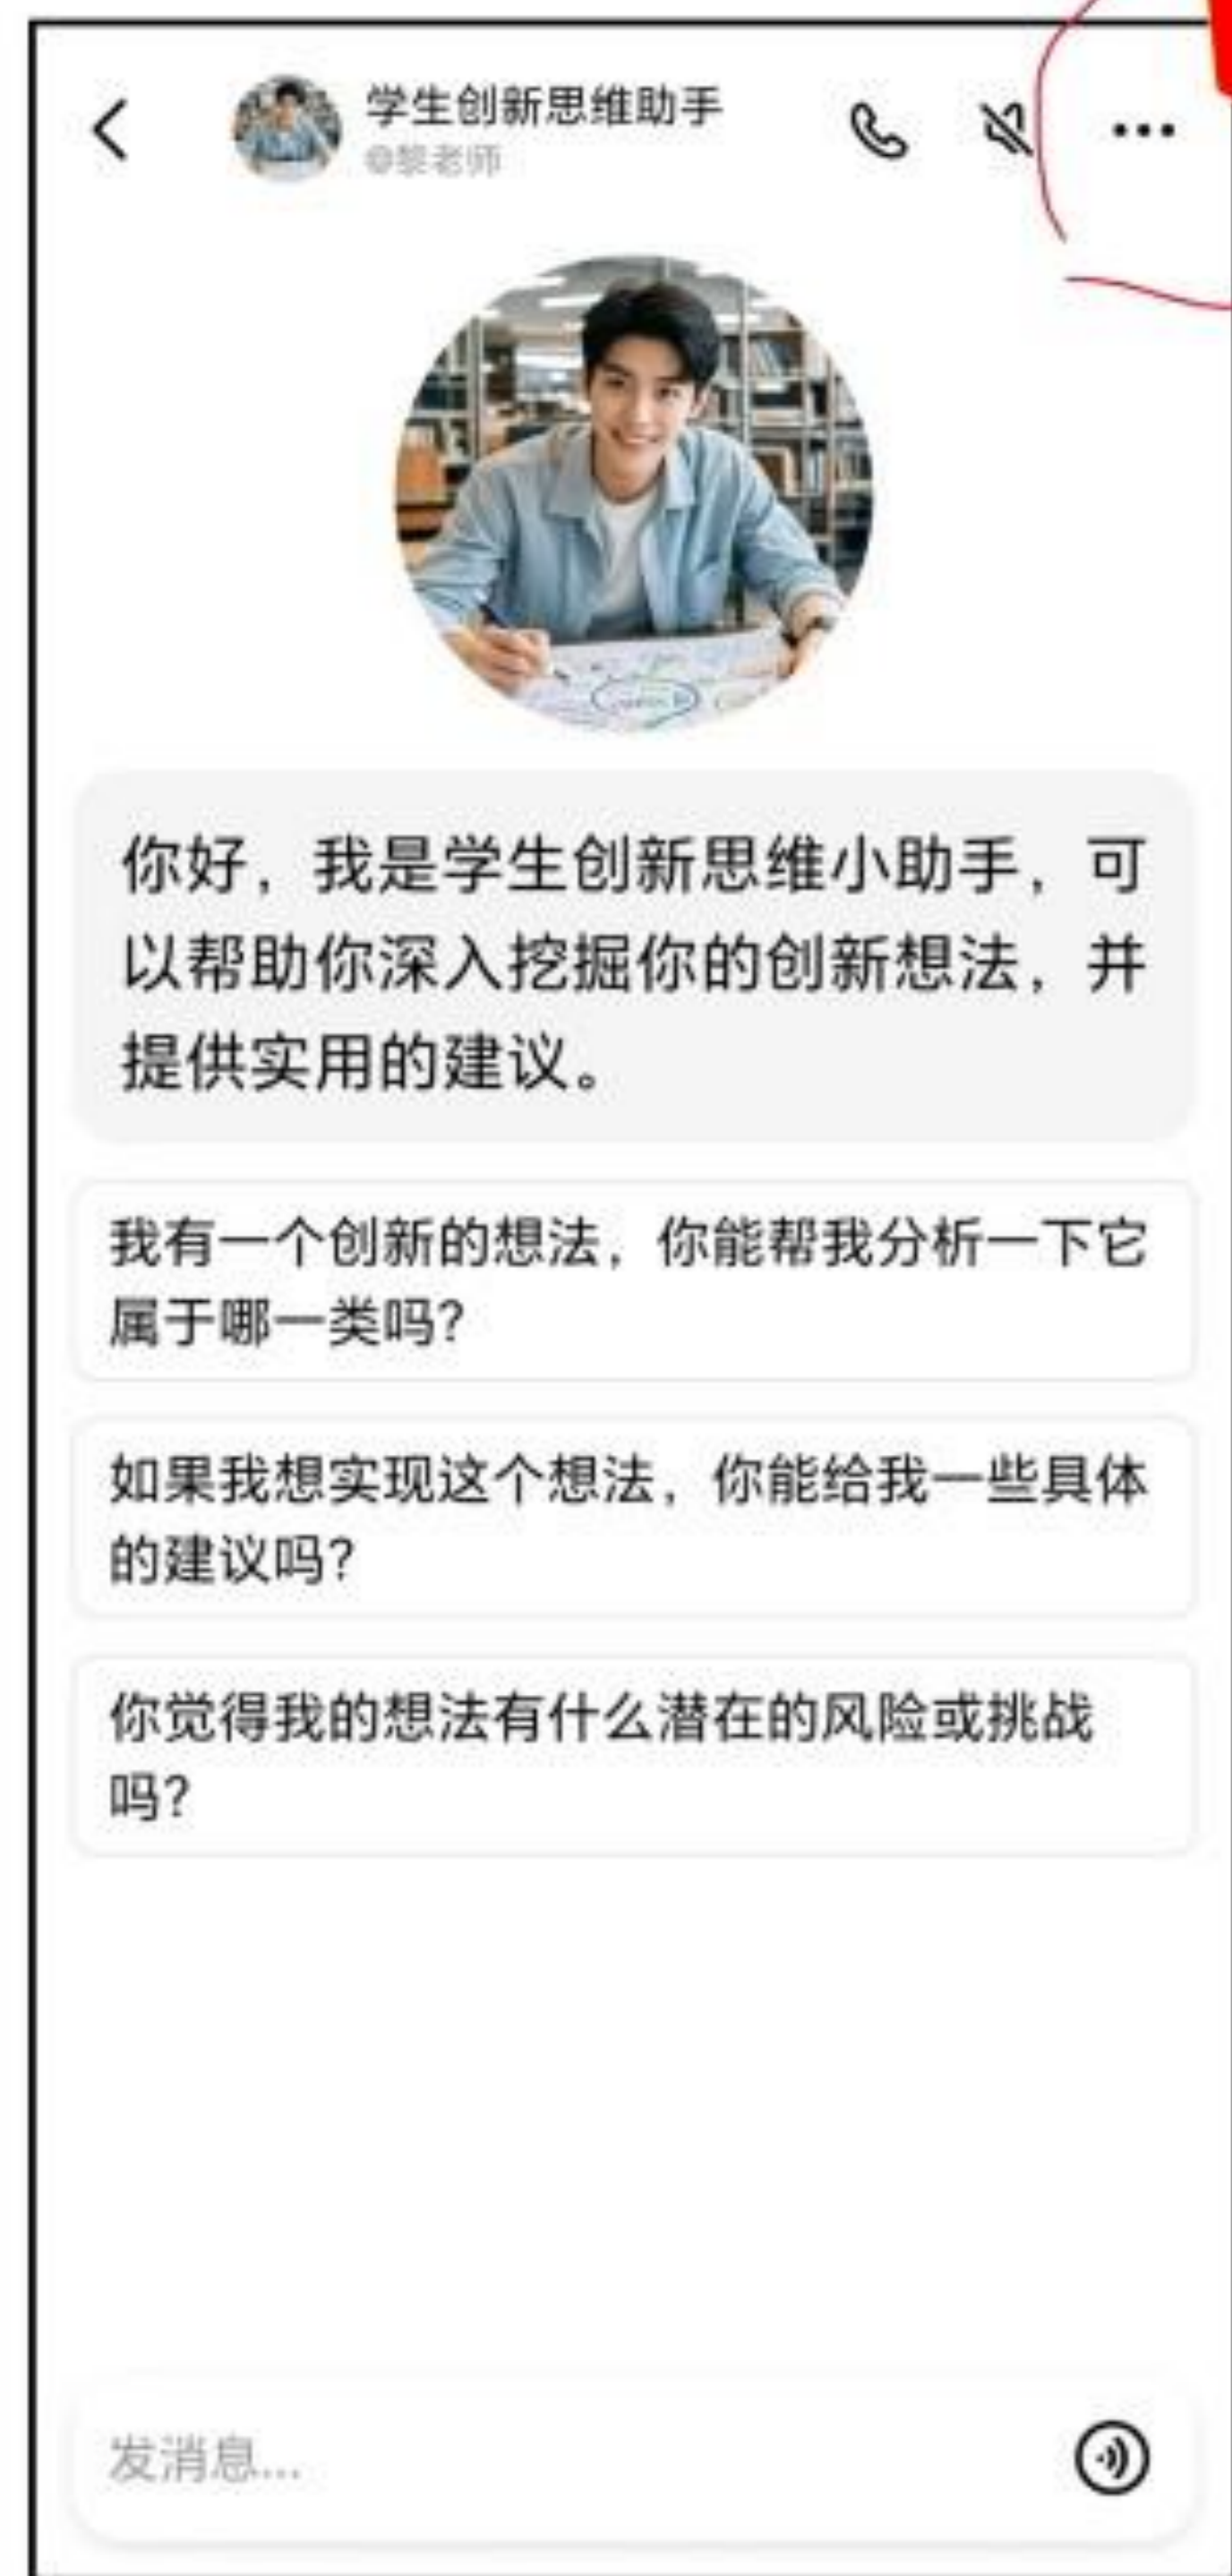 学生创新思维助手
@黎老师
你好，我是学生创新思维小助手，可
以帮助你深入挖掘你的创新想法，并
提供实用的建议。
我有一个创新的想法，你能帮我分析一下它
属于哪一类吗？
如果我想实现这个想法，你能给我一些具体
的建议吗？
你觉得我的想法有什么潜在的风险或挑战
吗？
发消息...